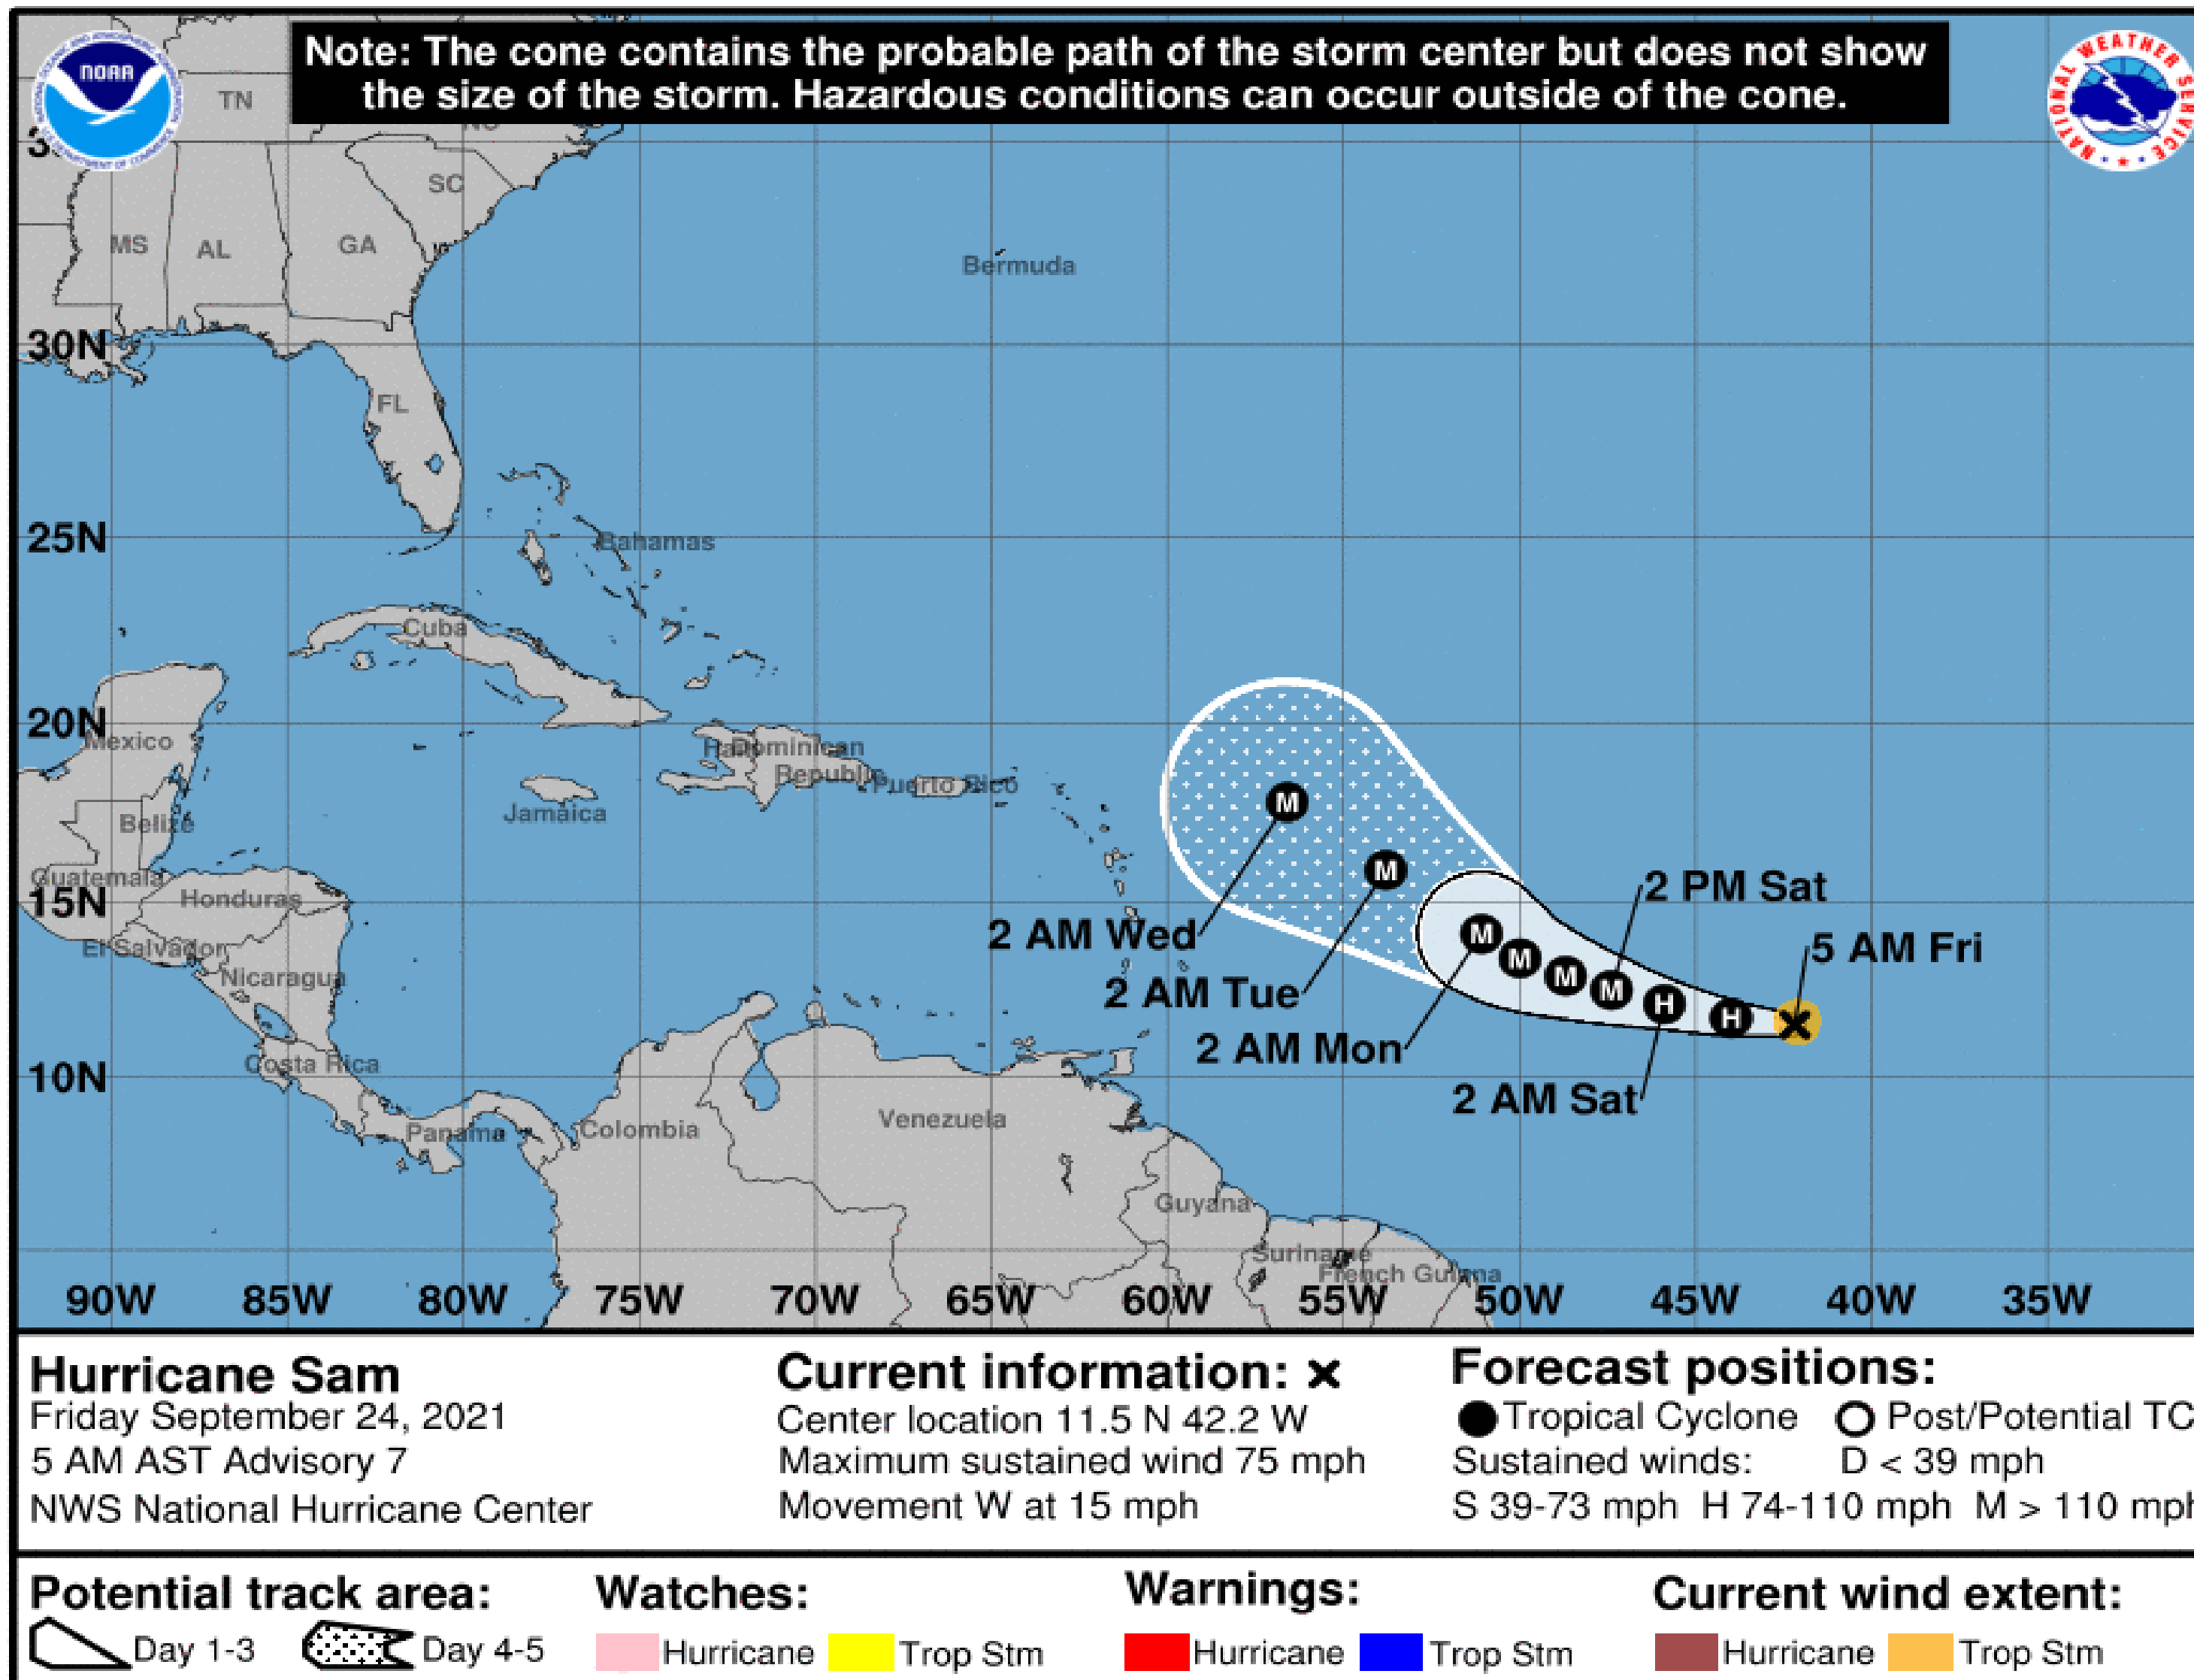 Note: The cone contains the probable path of the storm center but does not show
the size of the storm. Hazardous conditions can occur outside of the cone.
NOAA
NATIONAL WEATHER SERVICE
TN
SC
MS
AL
GA
Bermuda
30N
FL
25N
Bahamas
Cuba
20N
Mexico
Dominican
Republic
Puerto Rico
Jamaica
Belize
Guatemala
15N
Honduras
El Salvador
Nicaragua
Costa Rica
10N
Panama
Colombia
Venezuela
Guyana
Suriname
French Guiana
M
M
M
M
M
M
H
H
2 PM Sat
2 AM Wed
5 AM Fri
2 AM Tue
2 AM Mon
2 AM Sat
90W 85W 80W 75W 70W 65W 60W 55W 50W 45W 40W 35W
Hurricane Sam
Friday September 24, 2021
5 AM AST Advisory 7
NWS National Hurricane Center
Current information: x
Center location 11.5 N 42.2 W
Maximum sustained wind 75 mph
Movement W at 15 mph
Forecast positions:
Tropical Cyclone Post/Potential TC
Sustained winds: D < 39 mph
S 39-73 mph H 74-110 mph M > 110 mph
Potential track area:
Day 1-3 Day 4-5
Watches:
Hurricane Trop Stm
Warnings:
Hurricane Trop Stm
Current wind extent:
Hurricane Trop Stm